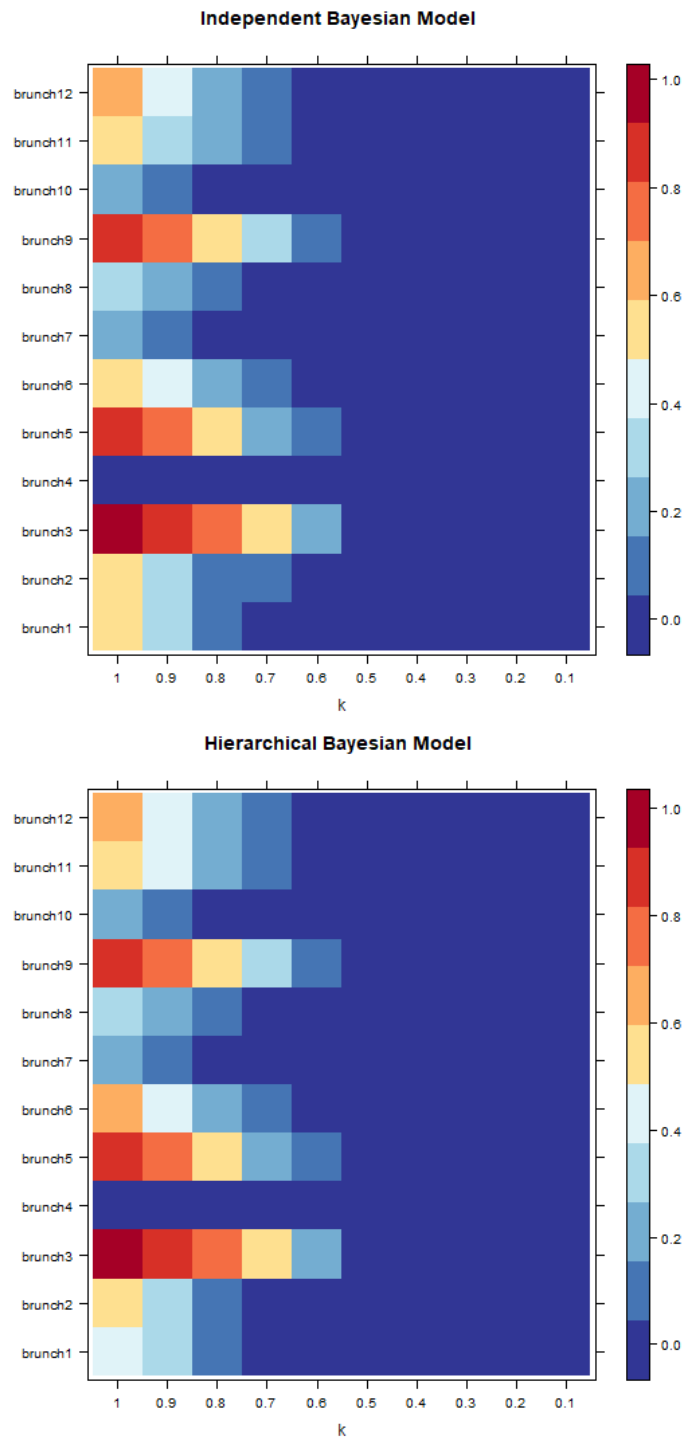 Independent Bayesian Model
brunch12
brunch11
brunch10
brunch9
brunch8
brunch7
brunch6
brunch5
brunch4
brunch3
brunch2
brunch1
1 0.9 0.8 0.7 0.6 0.5 0.4 0.3 0.2 0.1
k
1.0
0.8
0.6
0.4
0.2
0.0
Hierarchical Bayesian Model
brunch12
brunch11
brunch10
brunch9
brunch8
brunch7
brunch6
brunch5
brunch4
brunch3
brunch2
brunch1
1 0.9 0.8 0.7 0.6 0.5 0.4 0.3 0.2 0.1
k
1.0
0.8
0.6
0.4
0.2
0.0